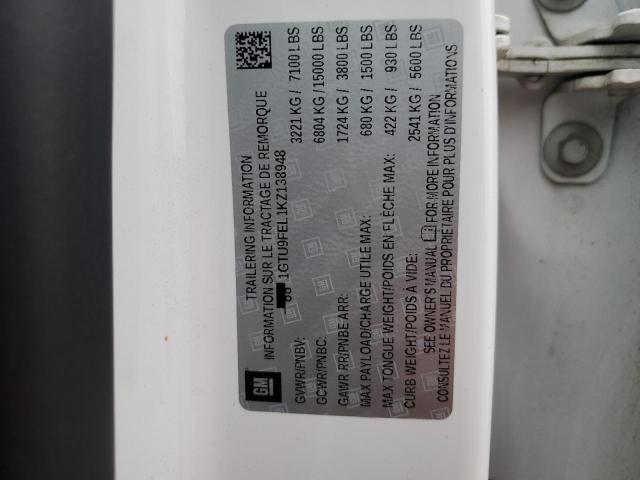 GM
TRAILERING INFORMATION
INFORMATION SUR LE TRACTAGE DE REMORQUE
1GTU9FEL1KZ138948
GVWR/PNBV: 3221 KG / 7100 LBS
GCWR/PNBC: 6804 KG / 15000 LBS
GAWR RR/PNBE ARR: 1724 KG / 3800 LBS
MAX PAYLOAD/CHARGE UTILE MAX: 680 KG / 1500 LBS
MAX TONGUE WEIGHT/POIDS EN FLÈCHE MAX: 422 KG / 930 LBS
CURB WEIGHT/POIDS À VIDE: 2541 KG / 5600 LBS
SEE OWNER'S MANUAL FOR MORE INFORMATION
CONSULTEZ LE MANUEL DU PROPRIETAIRE POUR PLUS D'INFORMATIONS